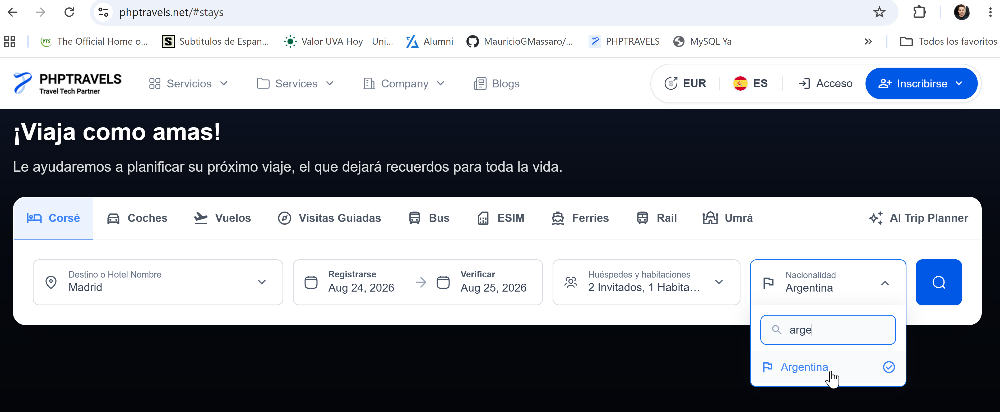 phptravels.net/#stays
YTS The Official Home o... S Subtitulos de Espan... Valor UVA Hoy - Uni... Alumni MauricioGMassaro/... PHPTRAVELS MySQL Ya » Todos los favoritos
PHPTRAVELS
Travel Tech Partner
Servicios Services Company Blogs EUR ES Acceso Inscribirse
¡Viaja como amas!
Le ayudaremos a planificar su próximo viaje, el que dejará recuerdos para toda la vida.
Corsé Coches Vuelos Visitas Guiadas Bus ESIM Ferries Rail Umrá AI Trip Planner
Destino o Hotel Nombre
Madrid
Registrarse
Aug 24, 2026
Verificar
Aug 25, 2026
Huéspedes y habitaciones
2 Invitados, 1 Habita...
Nacionalidad
Argentina
arge
Argentina